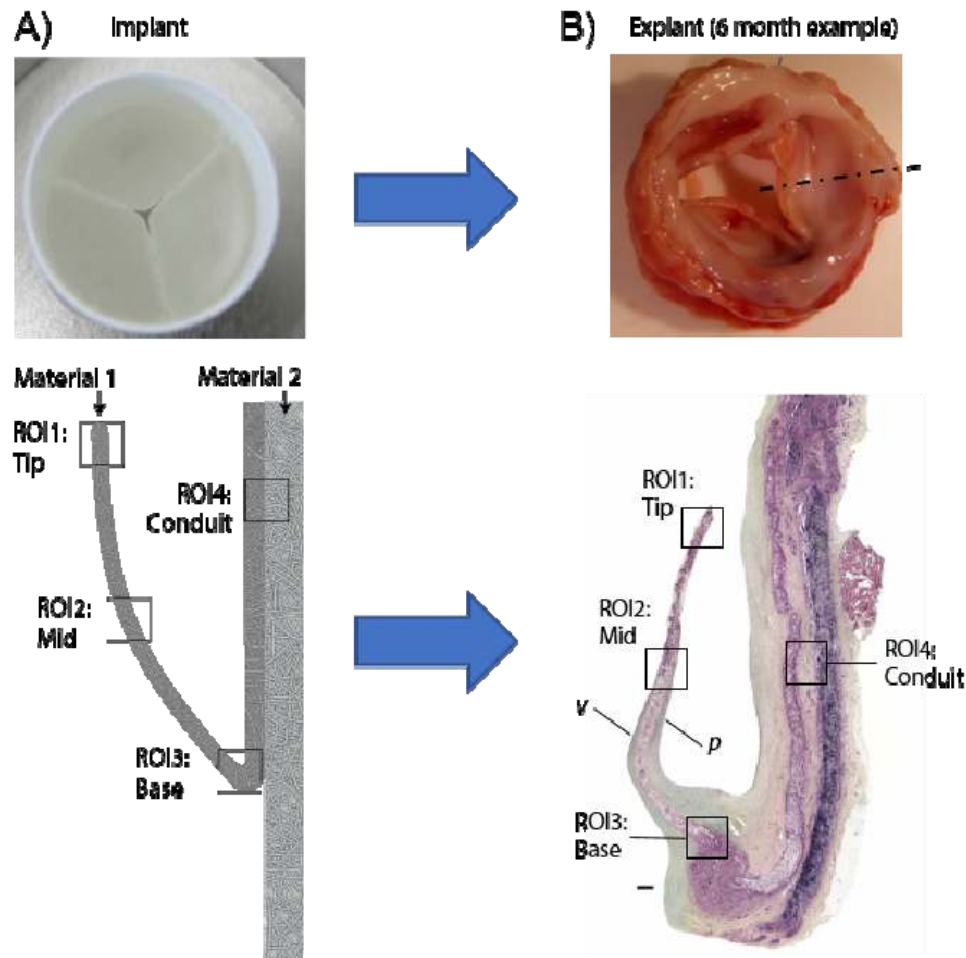 A) Implant
B) Explant (6 month example)
Material 1
Material 2
ROI1:
Tip
ROI4:
Conduit
ROI2:
Mid
ROI3:
Base
ROI1:
Tip
ROI2:
Mid
ROI4:
Conduit
v
p
ROI3:
Base